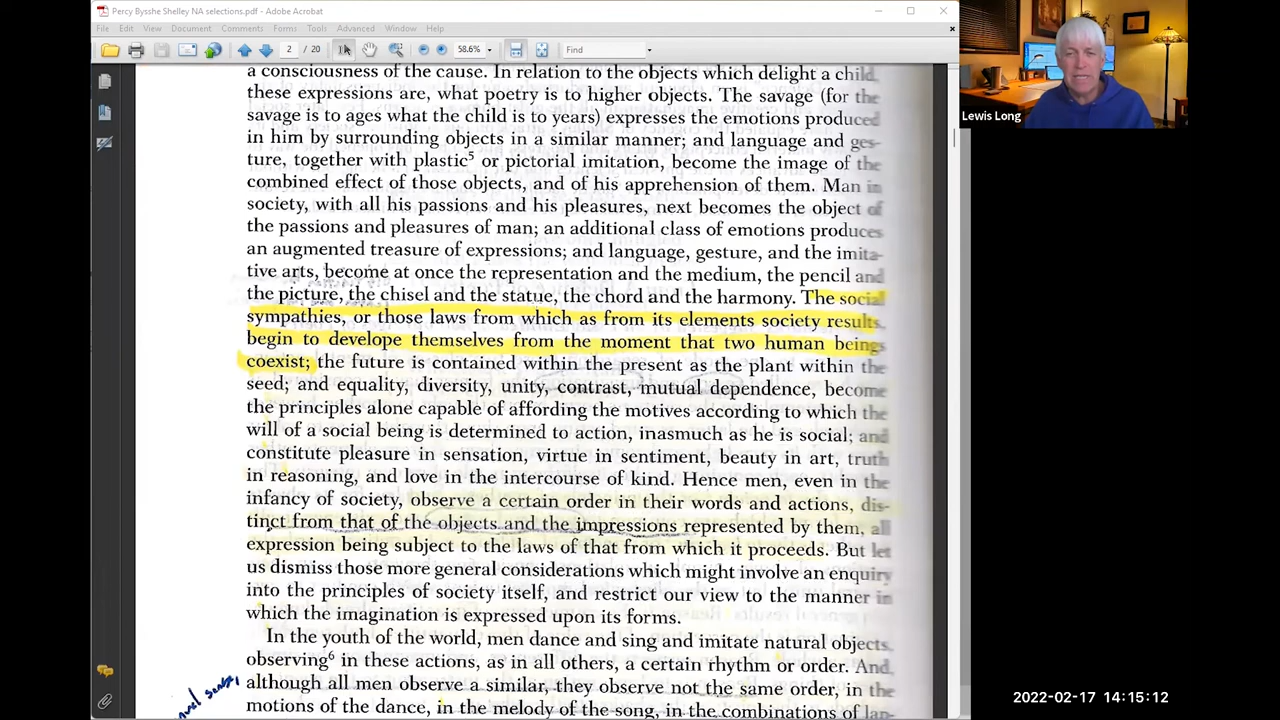 Percy Bysshe Shelley NA selections.pdf - Adobe Acrobat
File Edit View Document Comments Forms Tools Advanced Window Help
2 / 20 58.6% Find
a consciousness of the cause. In relation to the objects which delight a child,
these expressions are, what poetry is to higher objects. The savage (for the
savage is to ages what the child is to years) expresses the emotions produced
in him by surrounding objects in a similar manner; and language and ges-
ture, together with plastic⁵ or pictorial imitation, become the image of the
combined effect of those objects, and of his apprehension of them. Man in
society, with all his passions and his pleasures, next becomes the object of
the passions and pleasures of man; an additional class of emotions produces
an augmented treasure of expressions; and language, gesture, and the imita-
tive arts, become at once the representation and the medium, the pencil and
the picture, the chisel and the statue, the chord and the harmony. The social
sympathies, or those laws from which as from its elements society results,
begin to develope themselves from the moment that two human beings
coexist; the future is contained within the present as the plant within the
seed; and equality, diversity, unity, contrast, mutual dependence, become
the principles alone capable of affording the motives according to which the
will of a social being is determined to action, inasmuch as he is social; and
constitute pleasure in sensation, virtue in sentiment, beauty in art, truth
in reasoning, and love in the intercourse of kind. Hence men, even in the
infancy of society, observe a certain order in their words and actions, dis-
tinct from that of the objects and the impressions represented by them, all
expression being subject to the laws of that from which it proceeds. But let
us dismiss those more general considerations which might involve an enquiry
into the principles of society itself, and restrict our view to the manner in
which the imagination is expressed upon its forms.
In the youth of the world, men dance and sing and imitate natural objects,
observing⁶ in these actions, as in all others, a certain rhythm or order. And,
although all men observe a similar, they observe not the same order, in the
motions of the dance, in the melody of the song, in the combinations of lan-
Lewis Long
2022-02-17 14:15:12